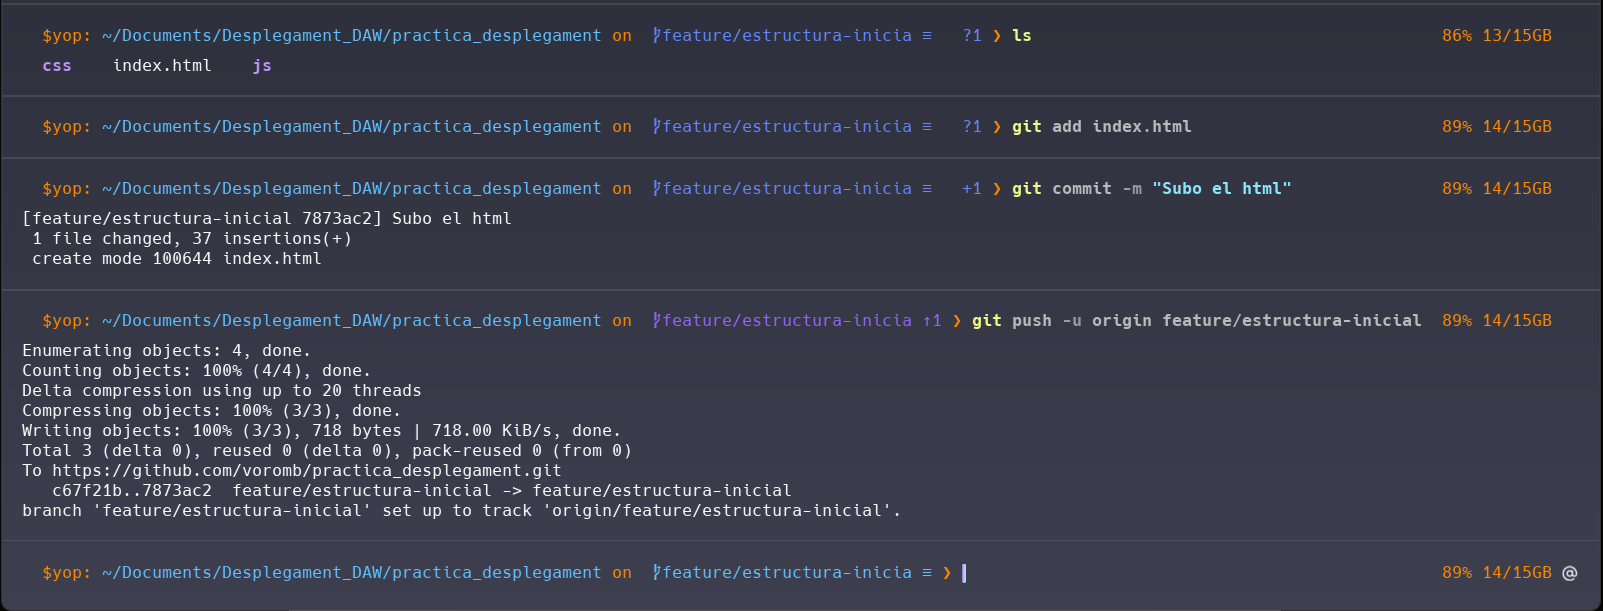 $yop: ~/Documents/Desplegament_DAW/practica_desplegament on feature/estructura-inicia ≡ ?1 ❯ ls 86% 13/15GB
css index.html js
$yop: ~/Documents/Desplegament_DAW/practica_desplegament on feature/estructura-inicia ≡ ?1 ❯ git add index.html 89% 14/15GB
$yop: ~/Documents/Desplegament_DAW/practica_desplegament on feature/estructura-inicia ≡ +1 ❯ git commit -m "Subo el html" 89% 14/15GB
[feature/estructura-inicial 7873ac2] Subo el html
1 file changed, 37 insertions(+)
create mode 100644 index.html
$yop: ~/Documents/Desplegament_DAW/practica_desplegament on feature/estructura-inicia ↑1 ❯ git push -u origin feature/estructura-inicial 89% 14/15GB
Enumerating objects: 4, done.
Counting objects: 100% (4/4), done.
Delta compression using up to 20 threads
Compressing objects: 100% (3/3), done.
Writing objects: 100% (3/3), 718 bytes | 718.00 KiB/s, done.
Total 3 (delta 0), reused 0 (delta 0), pack-reused 0 (from 0)
To https://github.com/voromb/practica_desplegament.git
c67f21b..7873ac2 feature/estructura-inicial -> feature/estructura-inicial
branch 'feature/estructura-inicial' set up to track 'origin/feature/estructura-inicial'.
$yop: ~/Documents/Desplegament_DAW/practica_desplegament on feature/estructura-inicia ≡ ❯ 89% 14/15GB @